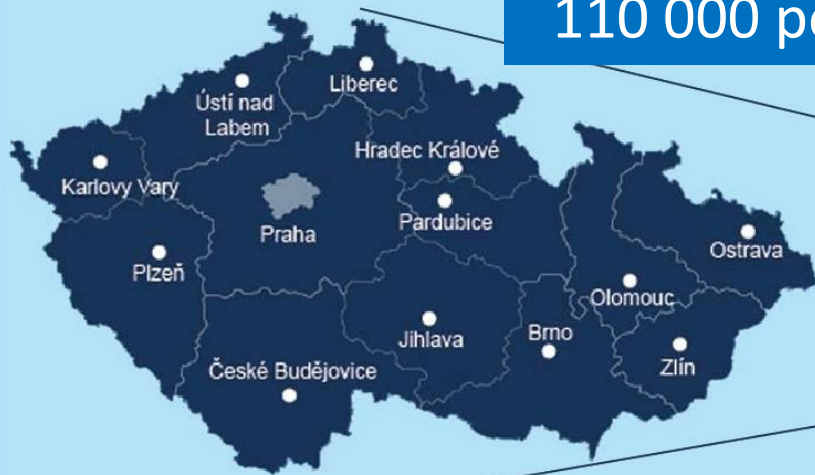 110 000
Liberec
Ústí nad
Labem
Hradec Králové
Karlovy Vary
Pardubice
Praha
Ostrava
Plzeň
Olomouc
Jihlava
Brno
Zlín
České Budějovice